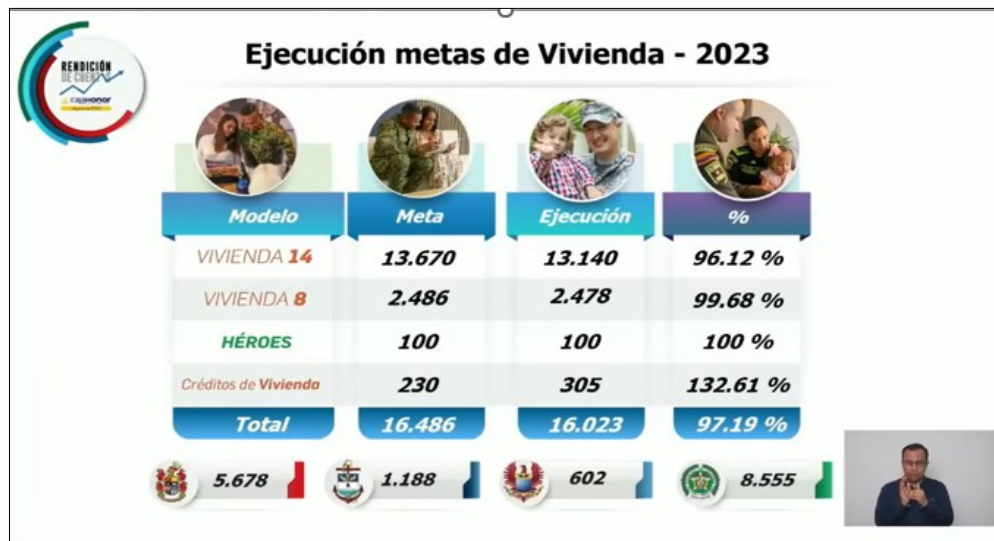 Ejecución metas de Vivienda - 2023
RENDICIÓN
DE CUENTAS
CAJAHONOR
Modelo Meta Ejecución %
VIVIENDA 14 13.670 13.140 96.12 %
VIVIENDA 8 2.486 2.478 99.68 %
HÉROES 100 100 100 %
Créditos de Vivienda 230 305 132.61 %
Total 16.486 16.023 97.19 %
5.678 1.188 602 8.555